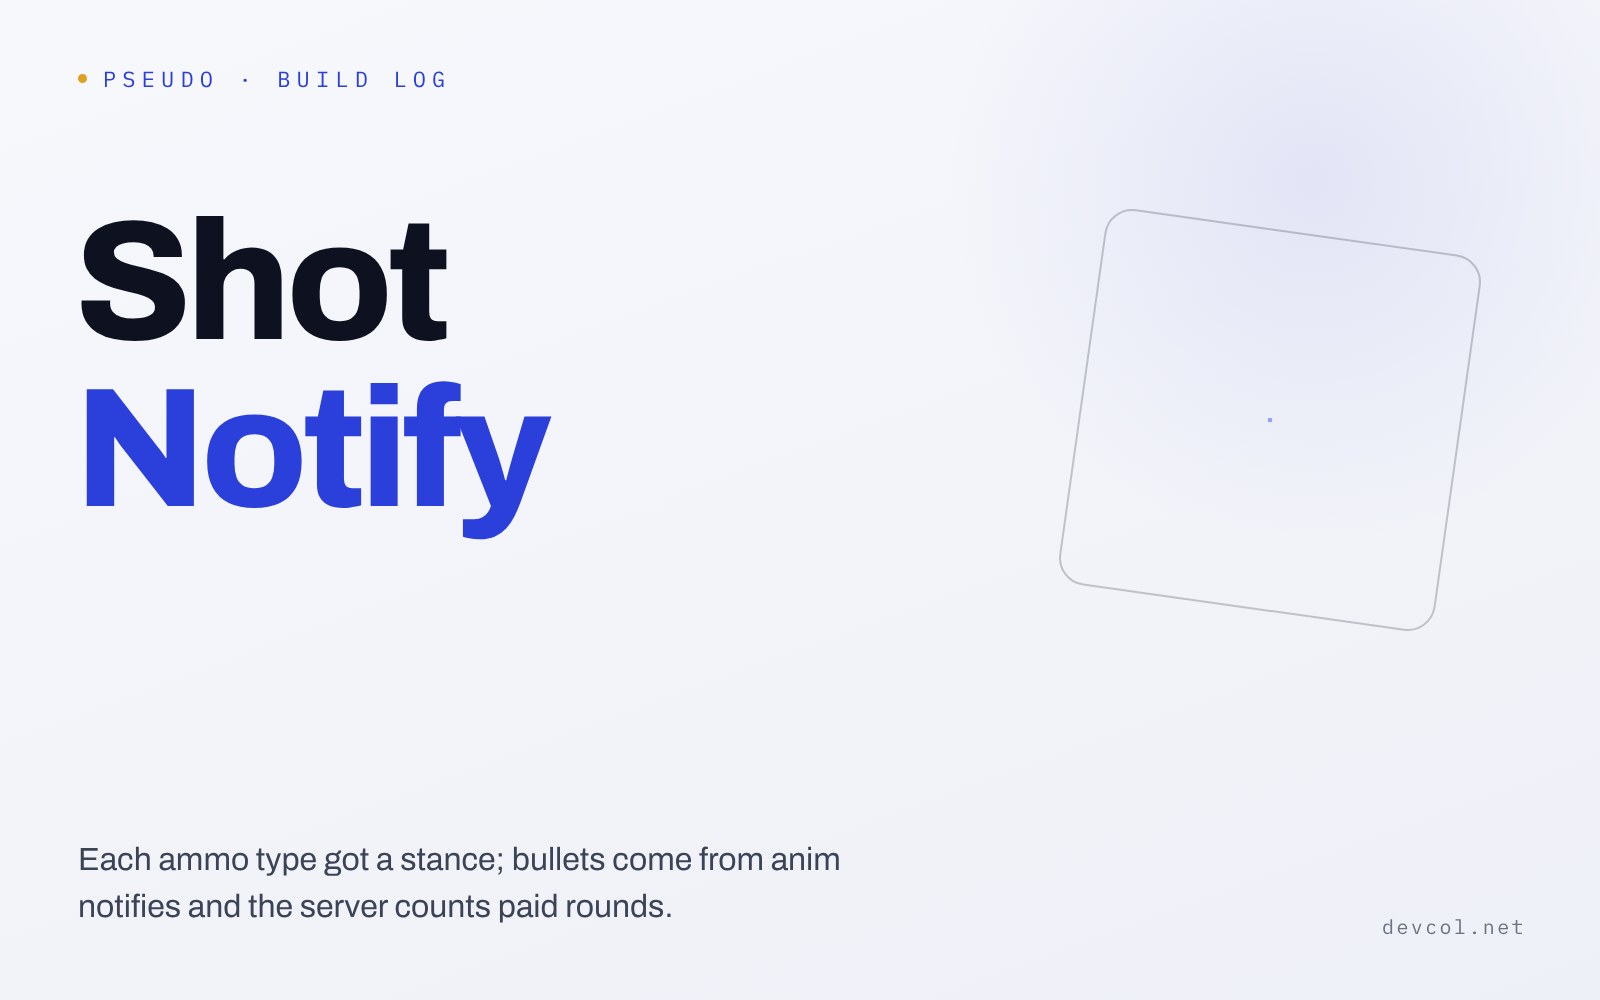 PSEUDO · BUILD LOG
Shot
Notify
Each ammo type got a stance; bullets come from anim
notifies and the server counts paid rounds.
devcol.net